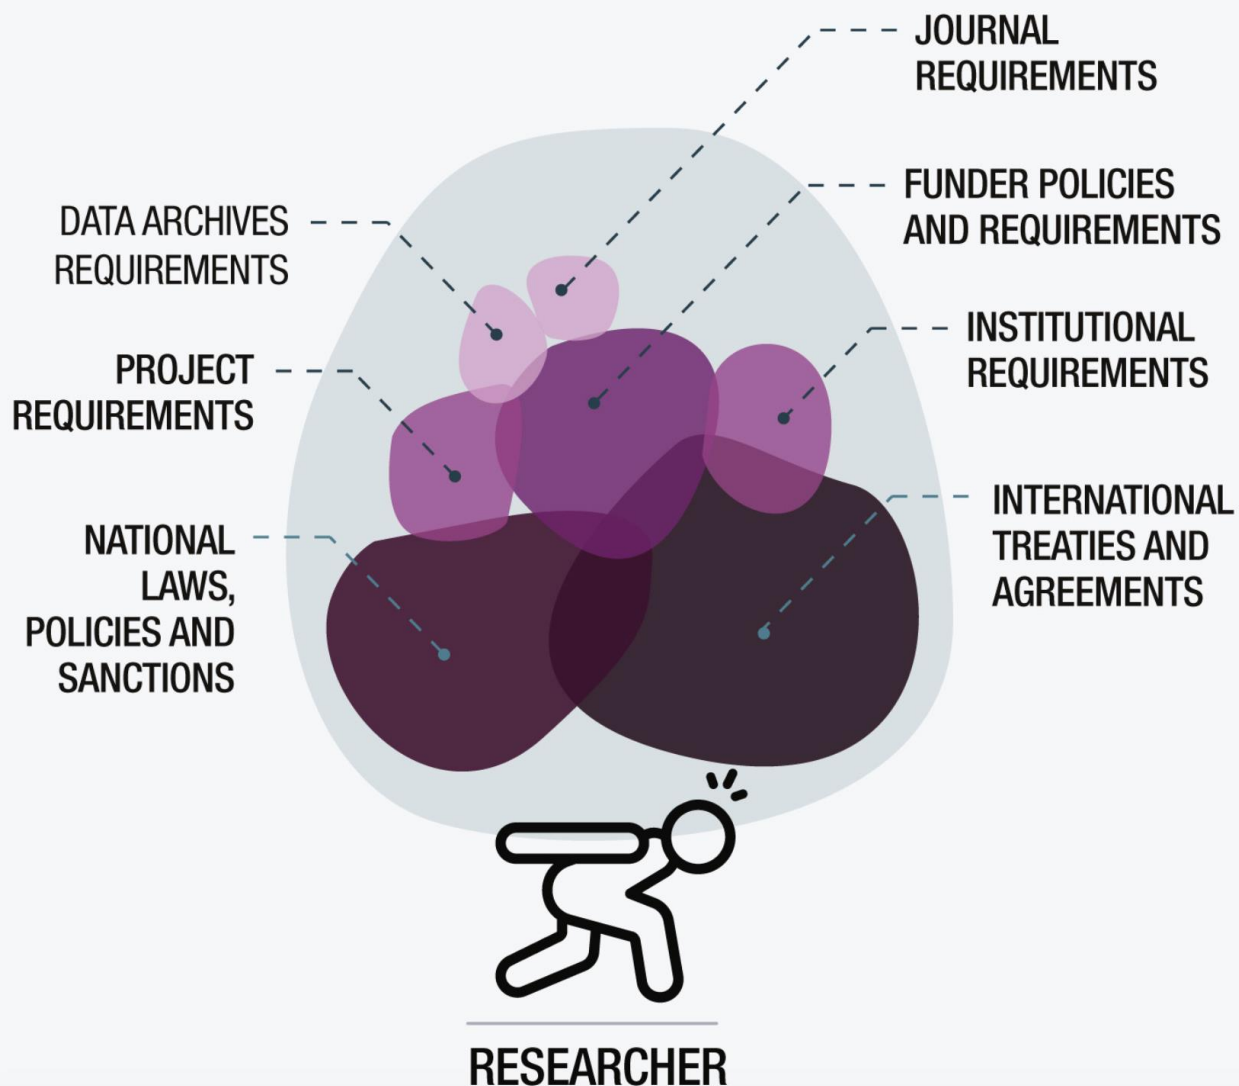 JOURNAL
REQUIREMENTS
FUNDER POLICIES
AND REQUIREMENTS
DATA ARCHIVES
REQUIREMENTS
INSTITUTIONAL
REQUIREMENTS
PROJECT
REQUIREMENTS
INTERNATIONAL
TREATIES AND
AGREEMENTS
NATIONAL
LAWS,
POLICIES AND
SANCTIONS
RESEARCHER